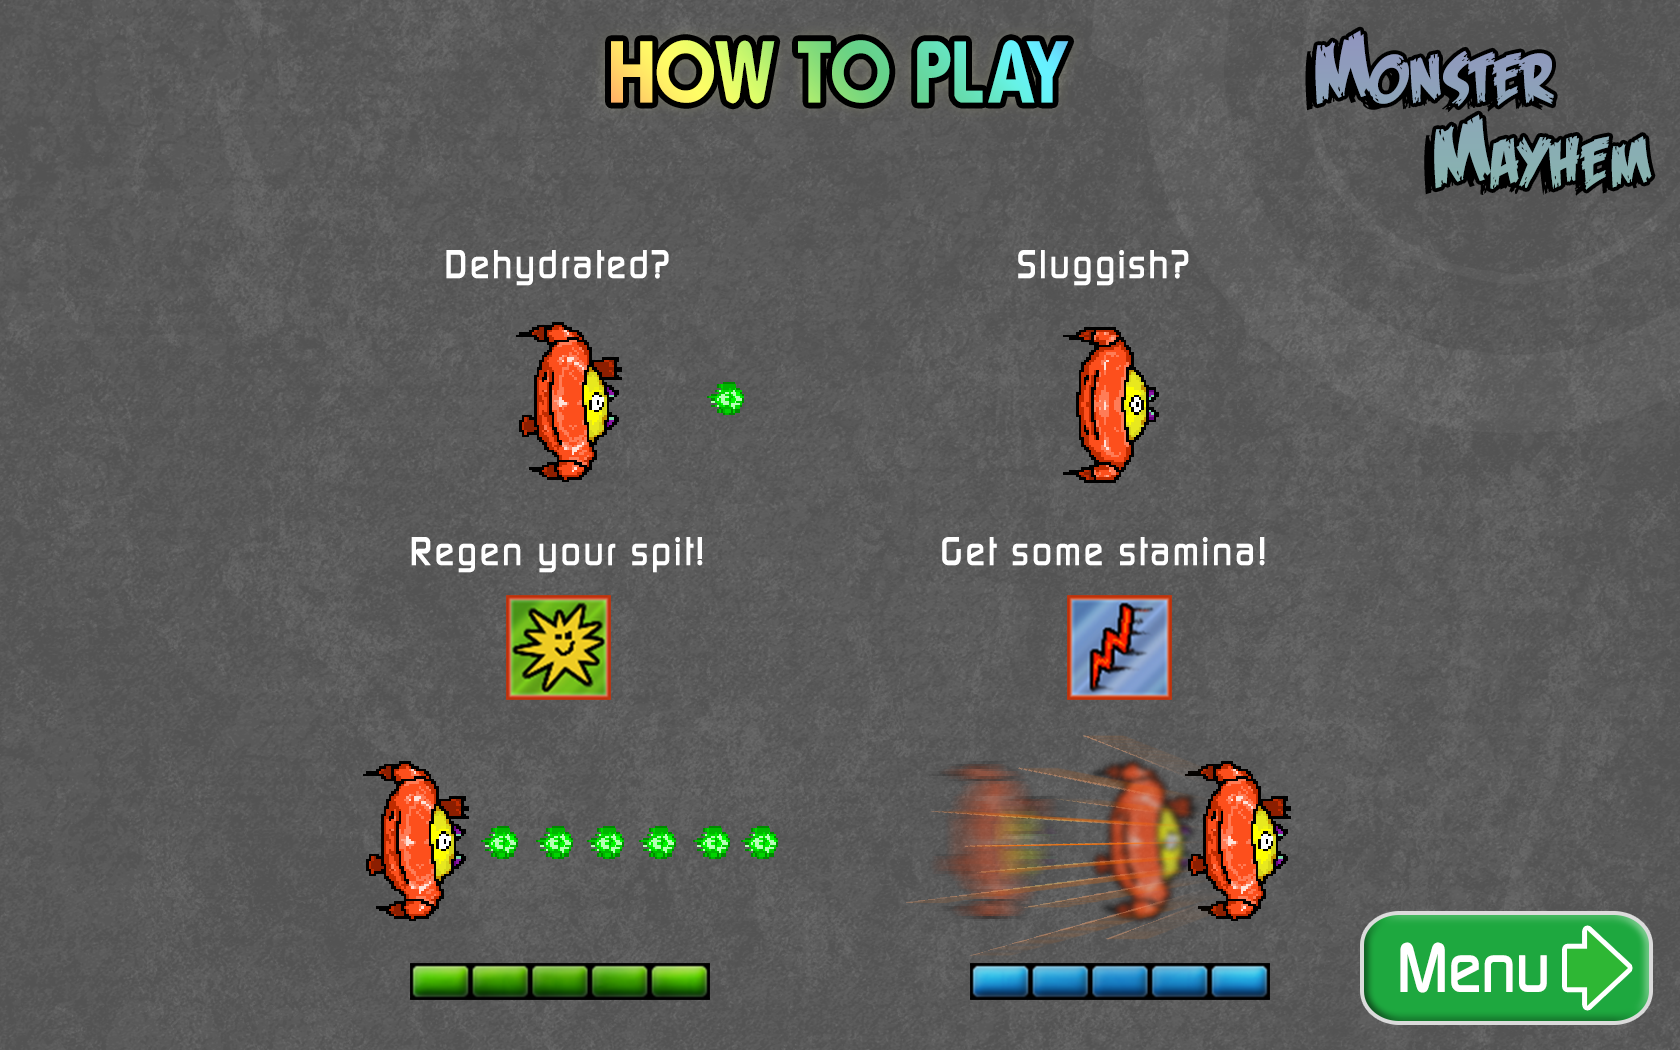 HOW TO PLAY
Monster
Mayhem
Dehydrated?
Sluggish?
Regen your spit!
Get some stamina!
Menu